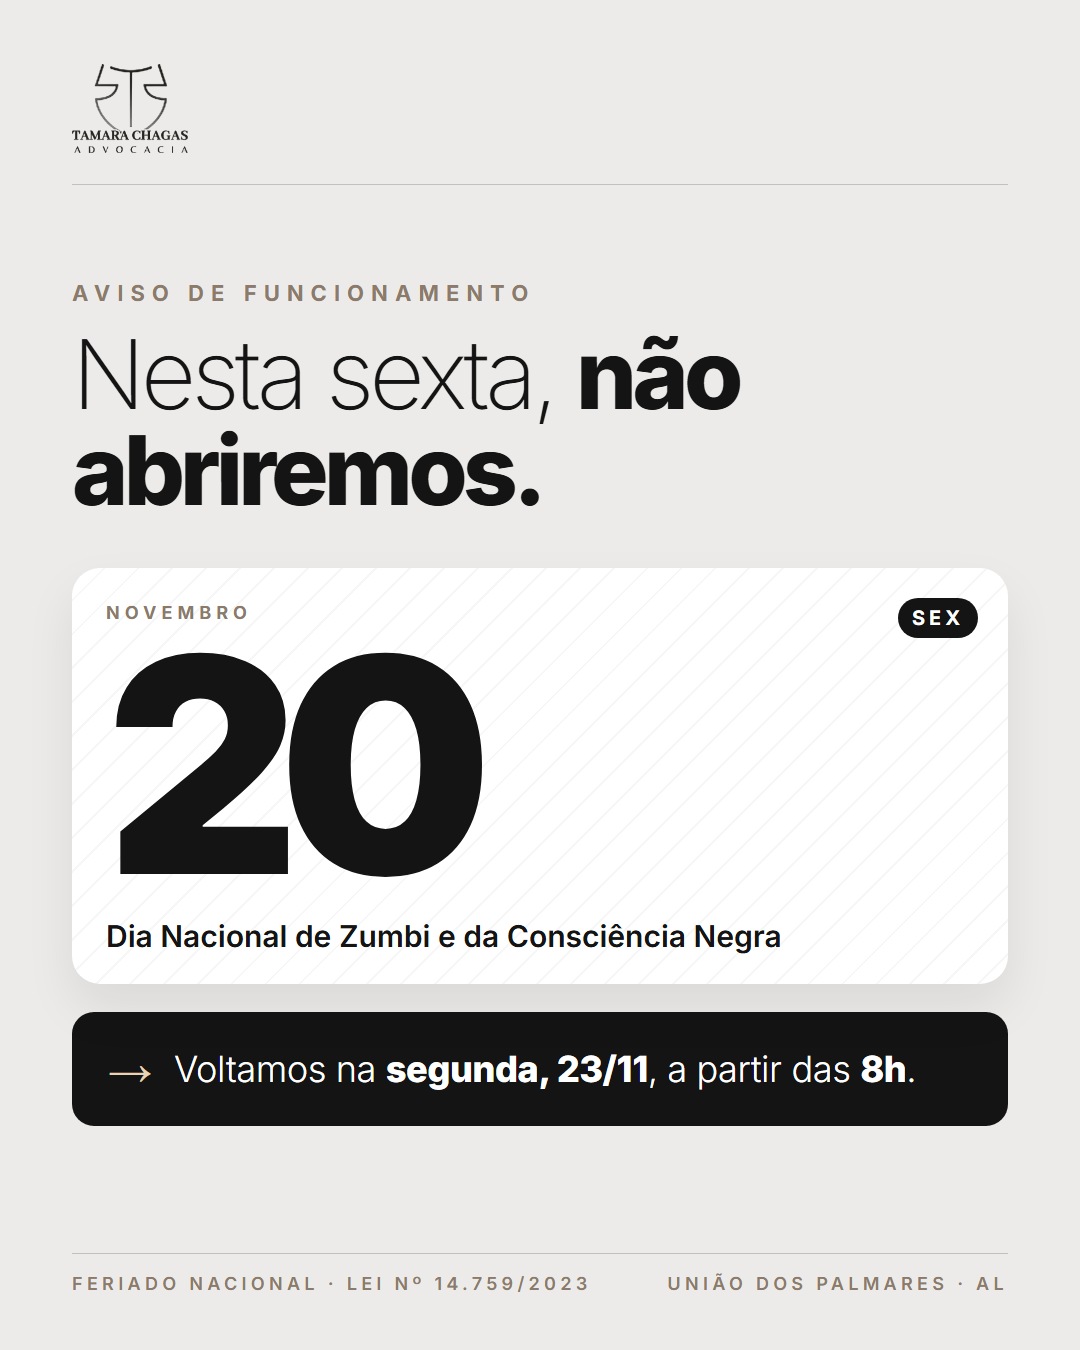 TAMARA CHAGAS
ADVOCACIA
AVISO DE FUNCIONAMENTO
Nesta sexta, não
abriremos.
NOVEMBRO
SEX
20
Dia Nacional de Zumbi e da Consciência Negra
→ Voltamos na segunda, 23/11, a partir das 8h.
FERIADO NACIONAL · LEI Nº 14.759/2023
UNIÃO DOS PALMARES · AL